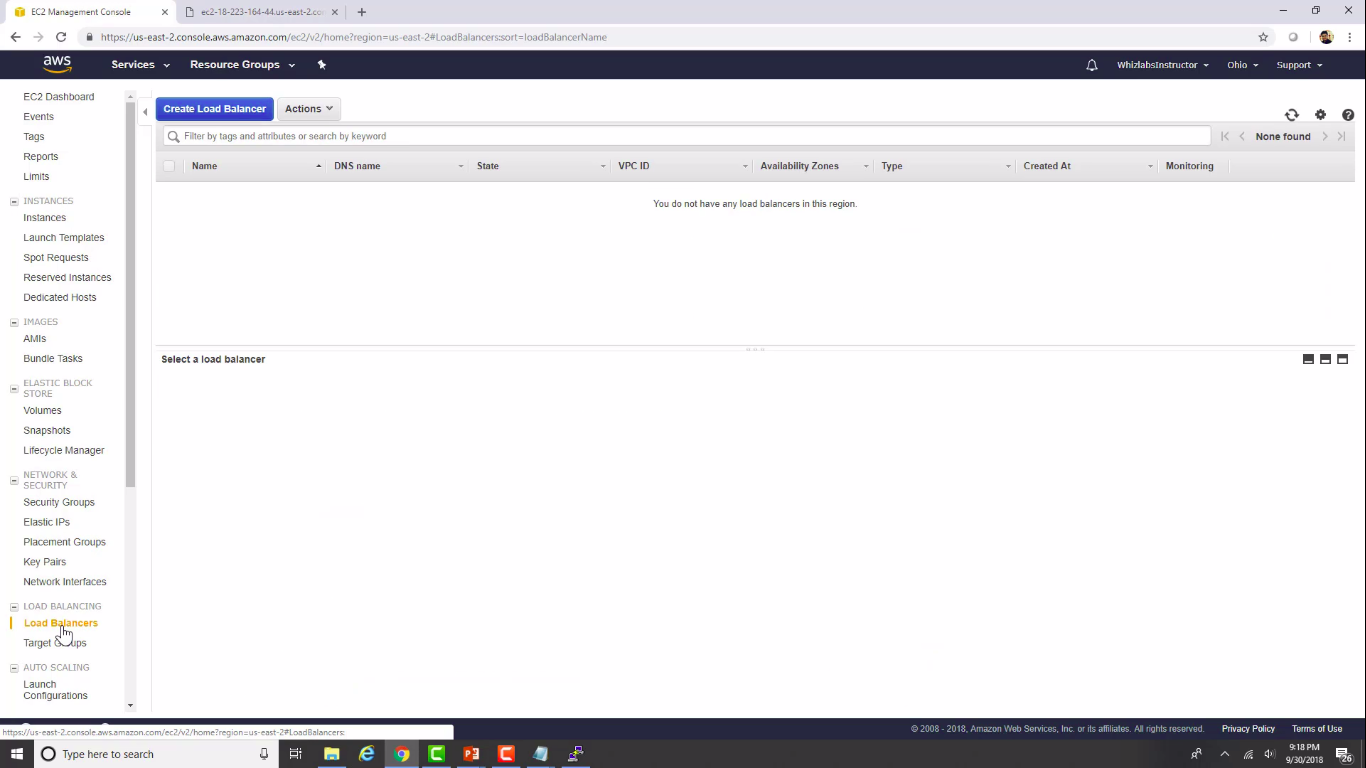 EC2 Management Console
ec2-18-223-164-44.us-east-2.co
https://us-east-2.console.aws.amazon.com/ec2/v2/home?region=us-east-2#LoadBalancers:sort=loadBalancerName
aws
Services
Resource Groups
WhizlabsInstructor
Ohio
Support
EC2 Dashboard
Events
Tags
Reports
Limits
INSTANCES
Instances
Launch Templates
Spot Requests
Reserved Instances
Dedicated Hosts
IMAGES
AMIs
Bundle Tasks
ELASTIC BLOCK
STORE
Volumes
Snapshots
Lifecycle Manager
NETWORK &
SECURITY
Security Groups
Elastic IPs
Placement Groups
Key Pairs
Network Interfaces
LOAD BALANCING
Load Balancers
Target Groups
AUTO SCALING
Launch
Configurations
Create Load Balancer
Actions
Filter by tags and attributes or search by keyword
None found
Name
DNS name
State
VPC ID
Availability Zones
Type
Created At
Monitoring
You do not have any load balancers in this region.
Select a load balancer
© 2008 - 2018, Amazon Web Services, Inc. or its affiliates. All rights reserved.
Privacy Policy
Terms of Use
https://us-east-2.console.aws.amazon.com/ec2/v2/home?region=us-east-2#LoadBalancers:
Type here to search
9:18 PM
9/30/2018
26